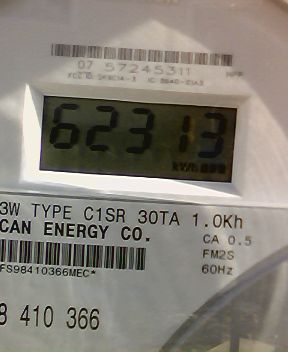 07 57245311
62313
3W TYPE C1SR 30TA 1.0Kh
CAN ENERGY CO.
CA 0.5
FM2S
60Hz
FS98410366MEC*
8 410 366